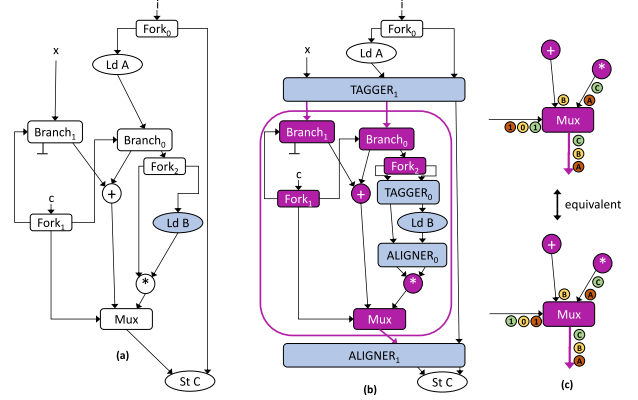 i
Fork₀
x
Ld A
Branch₁
Branch₀
Fork₂
+
c
Fork₁
Ld B
*
Mux
(a)
St C
i
Fork₀
x
Ld A
TAGGER₁
Branch₁
Branch₀
Fork₂
c
Fork₁
+
TAGGER₀
Ld B
ALIGNER₀
*
Mux
ALIGNER₁
(b)
St C
+
*
C
B
A
Mux
1 0 1
C
B
A
equivalent
+
*
C
B
A
Mux
1 0 1
C
B
A
(c)